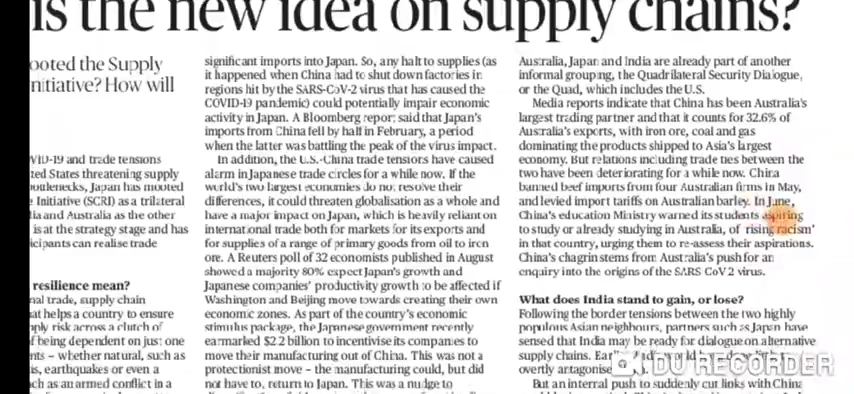 is the new idea on supply chains?
ooted the Supply
nitiative? How will
VID-19 and trade tensions
ted States threatening supply
ottlenecks, Japan has mooted
e Initiative (SCRI) as a trilateral
dia and Australia as the other
is at the strategy stage and has
icipants can realise trade
resilience mean?
nal trade, supply chain
at helps a country to ensure
ply risk across a clutch of
f being dependent on just one
nts – whether natural, such as
is, earthquakes or even a
ch as an armed conflict in a
significant imports into Japan. So, any halt to supplies (as
it happened when China had to shut down factories in
regions hit by the SARS-CoV-2 virus that has caused the
COVID-19 pandemic) could potentially impair economic
activity in Japan. A Bloomberg report said that Japan's
imports from China fell by half in February, a period
when the latter was battling the peak of the virus impact.
In addition, the U.S.-China trade tensions have caused
alarm in Japanese trade circles for a while now. If the
world's two largest economies do not resolve their
differences, it could threaten globalisation as a whole and
have a major impact on Japan, which is heavily reliant on
international trade both for markets for its exports and
for supplies of a range of primary goods from oil to iron
ore. A Reuters poll of 32 economists published in August
showed a majority 80% expect Japan's growth and
Japanese companies' productivity growth to be affected if
Washington and Beijing move towards creating their own
economic zones. As part of the country's economic
stimulus package, the Japanese government recently
earmarked $2.2 billion to incentivise its companies to
move their manufacturing out of China. This was not a
protectionist move – the manufacturing could, but did
not have to, return to Japan. This was a nudge to
Australia, Japan and India are already part of another
informal grouping, the Quadrilateral Security Dialogue,
or the Quad, which includes the U.S.
Media reports indicate that China has been Australia's
largest trading partner and that it counts for 32.6% of
Australia's exports, with iron ore, coal and gas
dominating the products shipped to Asia's largest
economy. But relations including trade ties between the
two have been deteriorating for a while now. China
banned beef imports from four Australian firms in May,
and levied import tariffs on Australian barley. In June,
China's education Ministry warned its students aspiring
to study or already studying in Australia, of 'rising racism'
in that country, urging them to re-assess their aspirations.
China's chagrin stems from Australia's push for an
enquiry into the origins of the SARS CoV 2 virus.
What does India stand to gain, or lose?
Following the border tensions between the two highly
populous Asian neighbours, partners such as Japan have
sensed that India may be ready for dialogue on alternative
supply chains.
overtly antagonise
DU RECORDER
But an internal push to suddenly cut links with China